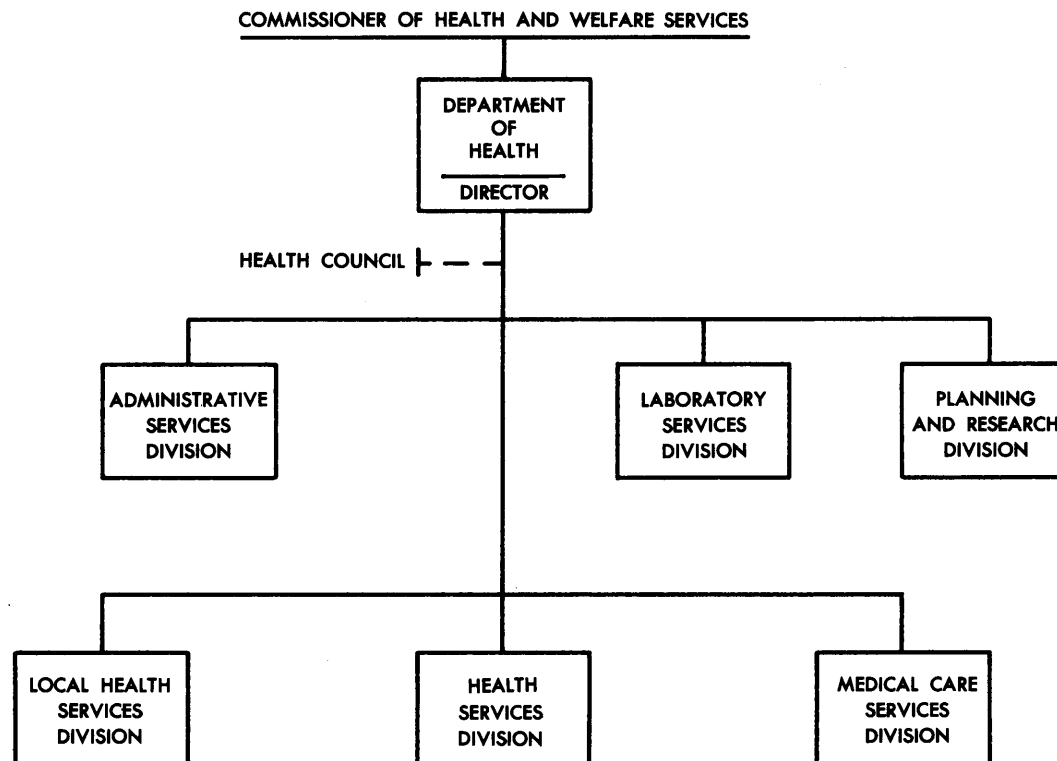 COMMISSIONER OF HEALTH AND WELFARE SERVICES
DEPARTMENT
OF
HEALTH
DIRECTOR
HEALTH COUNCIL
ADMINISTRATIVE
SERVICES
DIVISION
LABORATORY
SERVICES
DIVISION
PLANNING
AND RESEARCH
DIVISION
LOCAL HEALTH
SERVICES
DIVISION
HEALTH
SERVICES
DIVISION
MEDICAL CARE
SERVICES
DIVISION